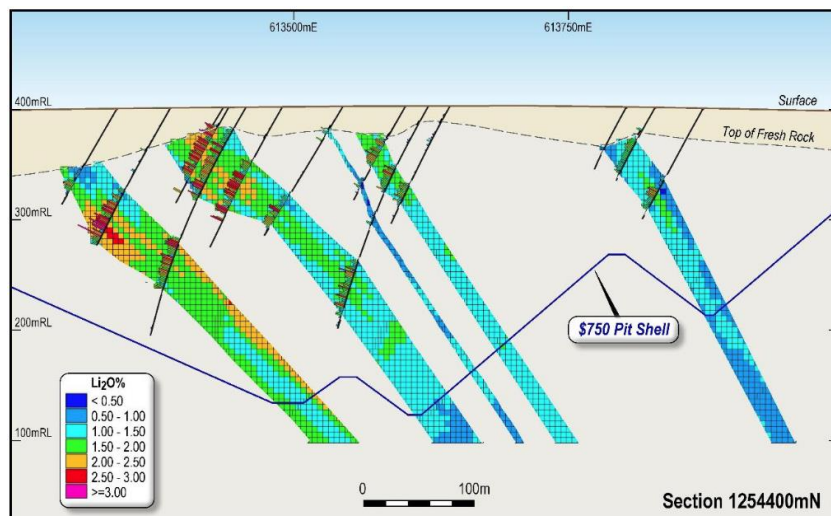 613500mE 613750mE
400mRL
Surface
Top of Fresh Rock
300mRL
200mRL
$750 Pit Shell
100mRL
Li₂O%
< 0.50
0.50 - 1.00
1.00 - 1.50
1.50 - 2.00
2.00 - 2.50
2.50 - 3.00
>=3.00
0 100m
Section 1254400mN